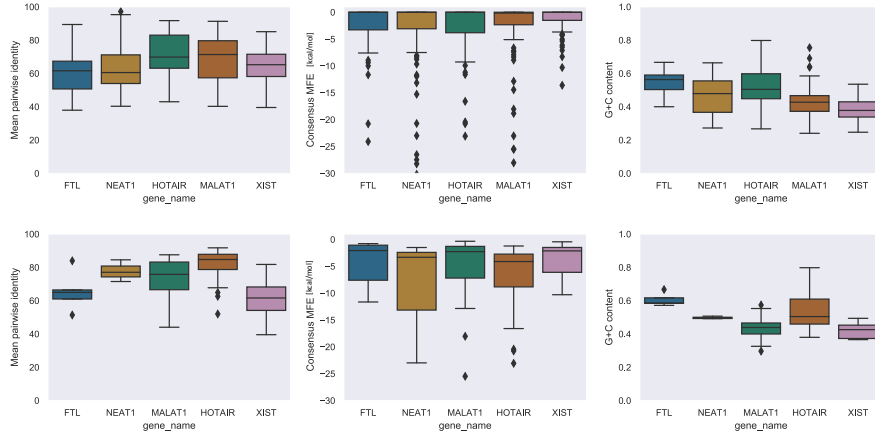 Mean pairwise identity
100
80
60
40
20
0
FTL NEAT1 HOTAIR MALAT1 XIST
gene_name
Consensus MFE [kcal/mol]
0
−5
−10
−15
−20
−25
−30
FTL NEAT1 HOTAIR MALAT1 XIST
gene_name
G+C content
1.0
0.8
0.6
0.4
0.2
0.0
FTL NEAT1 HOTAIR MALAT1 XIST
gene_name
Mean pairwise identity
100
80
60
40
20
0
FTL NEAT1 MALAT1 HOTAIR XIST
gene_name
Consensus MFE [kcal/mol]
0
−5
−10
−15
−20
−25
−30
FTL NEAT1 MALAT1 HOTAIR XIST
gene_name
G+C content
1.0
0.8
0.6
0.4
0.2
0.0
FTL NEAT1 MALAT1 HOTAIR XIST
gene_name